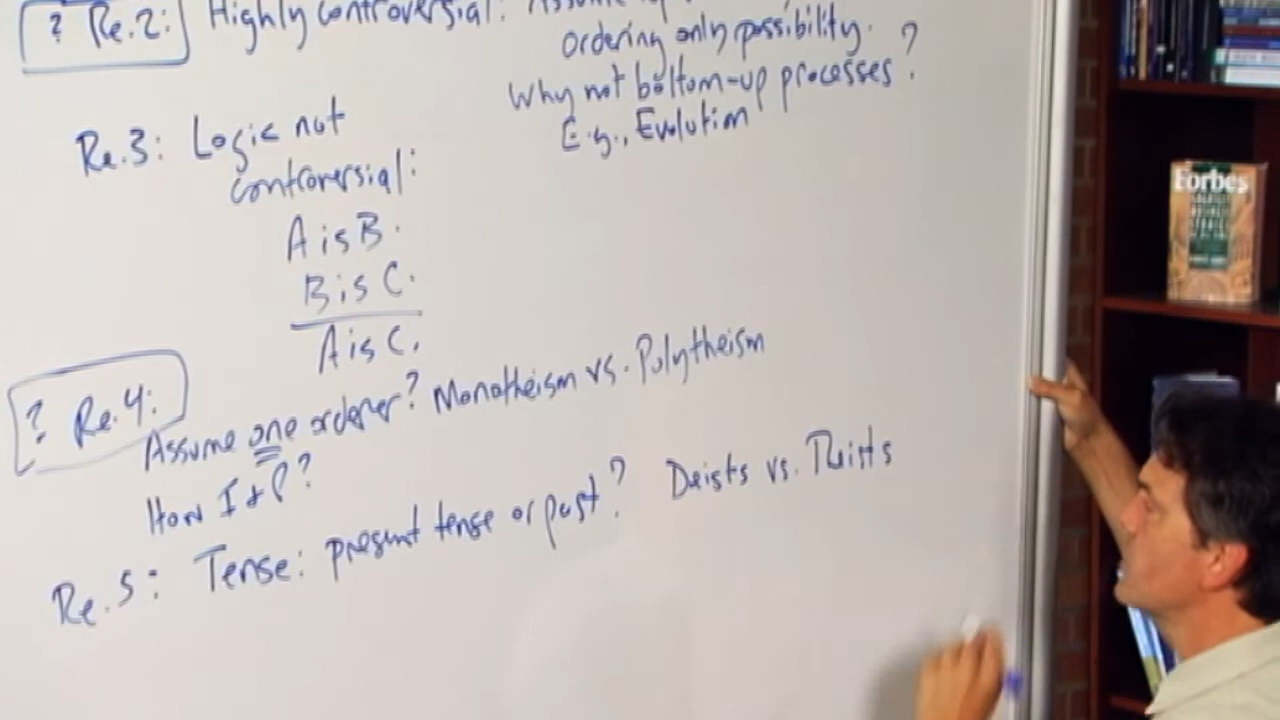 ? Re.2: Highly controversial: Assume
ordering only possibility.
Why not bottom-up processes?
E.g., Evolution
Re.3: Logic not
controversial:
A is B.
B is C.
A is C.
? Re.4:
Assume one orderer? Monotheism vs. Polytheism
How I & P?
Re.5: Tense: present tense or past? Deists vs. Theists
Forbes